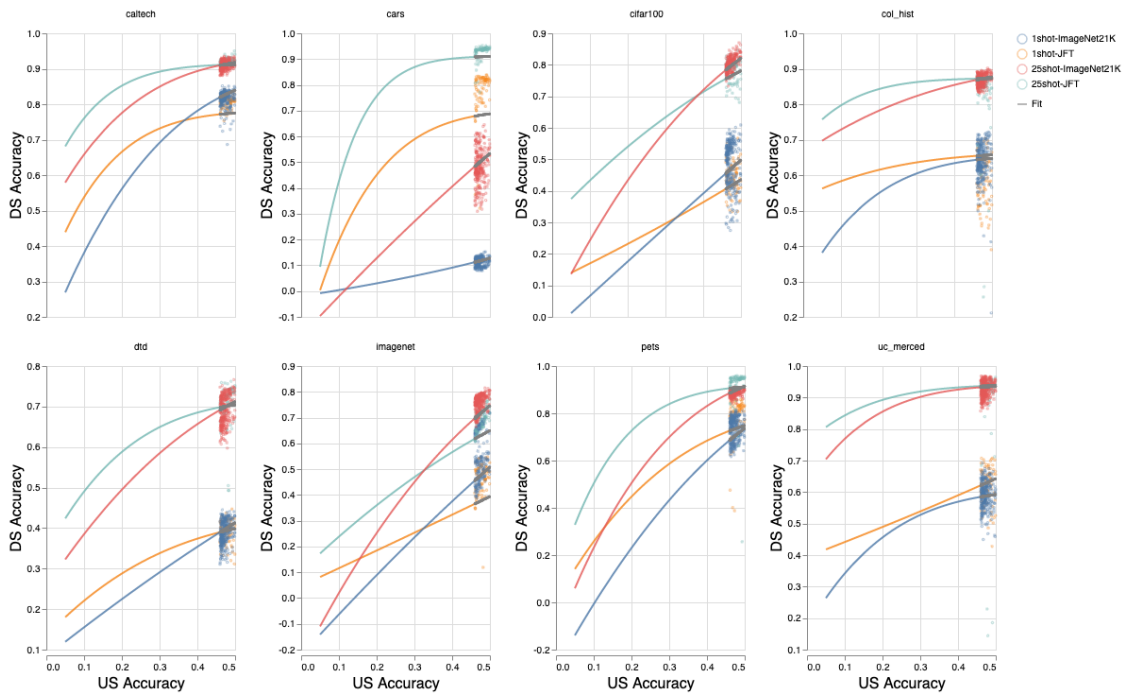 caltech
cars
cifar100
col_hist
1shot-ImageNet21K
1shot-JFT
25shot-ImageNet21K
25shot-JFT
Fit
DS Accuracy
1.0
0.9
0.8
0.7
0.6
0.5
0.4
0.3
0.2
DS Accuracy
1.0
0.9
0.8
0.7
0.6
0.5
0.4
0.3
0.2
0.1
0.0
-0.1
DS Accuracy
0.9
0.8
0.7
0.6
0.5
0.4
0.3
0.2
0.1
0.0
DS Accuracy
1.0
0.9
0.8
0.7
0.6
0.5
0.4
0.3
0.2
dtd
imagenet
pets
uc_merced
DS Accuracy
0.8
0.7
0.6
0.5
0.4
0.3
0.2
0.1
0.0 0.1 0.2 0.3 0.4 0.5
US Accuracy
DS Accuracy
0.9
0.8
0.7
0.6
0.5
0.4
0.3
0.2
0.1
0.0
-0.1
-0.2
0.0 0.1 0.2 0.3 0.4 0.5
US Accuracy
DS Accuracy
1.0
0.8
0.6
0.4
0.2
0.0
-0.2
0.1 0.2 0.3 0.4 0.5
US Accuracy
DS Accuracy
1.0
0.9
0.8
0.7
0.6
0.5
0.4
0.3
0.2
0.1
0.0 0.1 0.2 0.3 0.4 0.5
US Accuracy